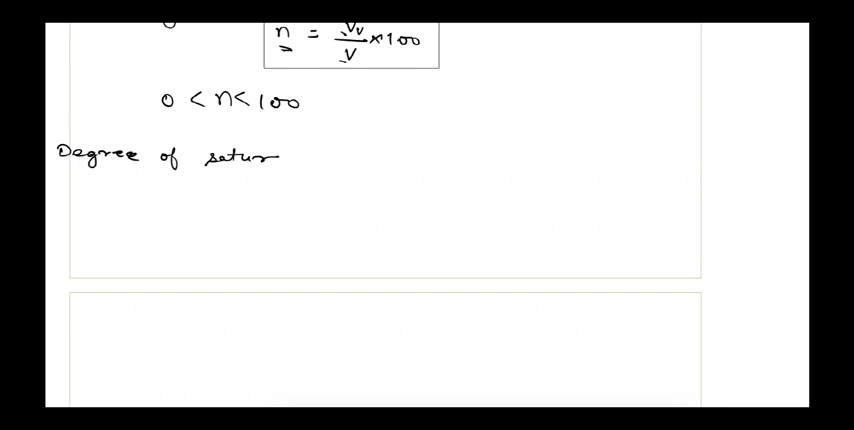 n = Vv/V × 100
0 < n < 100
Degree of satur